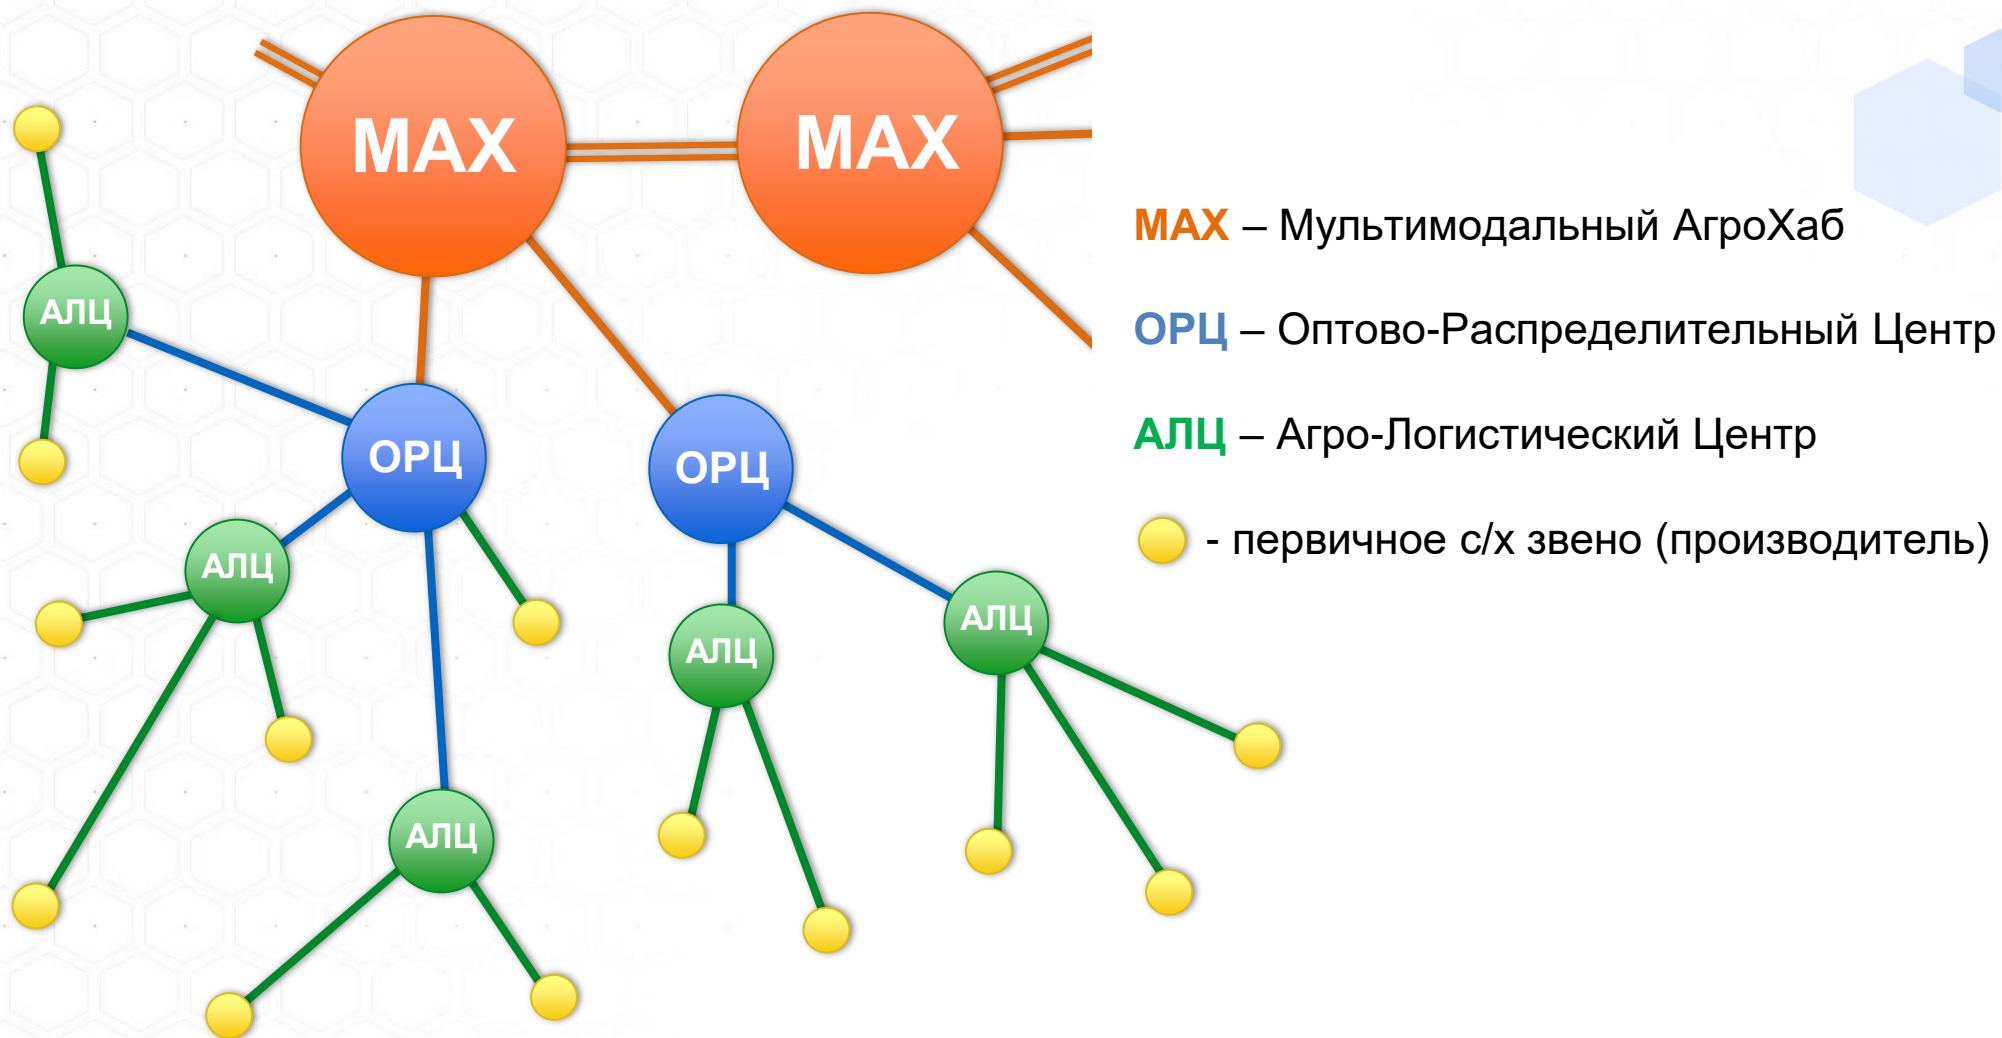 МАХ
МАХ
АЛЦ
ОРЦ
ОРЦ
АЛЦ
АЛЦ
АЛЦ
АЛЦ
МАХ – Мультимодальный АгроХаб
ОРЦ – Оптово-Распределительный Центр
АЛЦ – Агро-Логистический Центр
- первичное с/х звено (производитель)